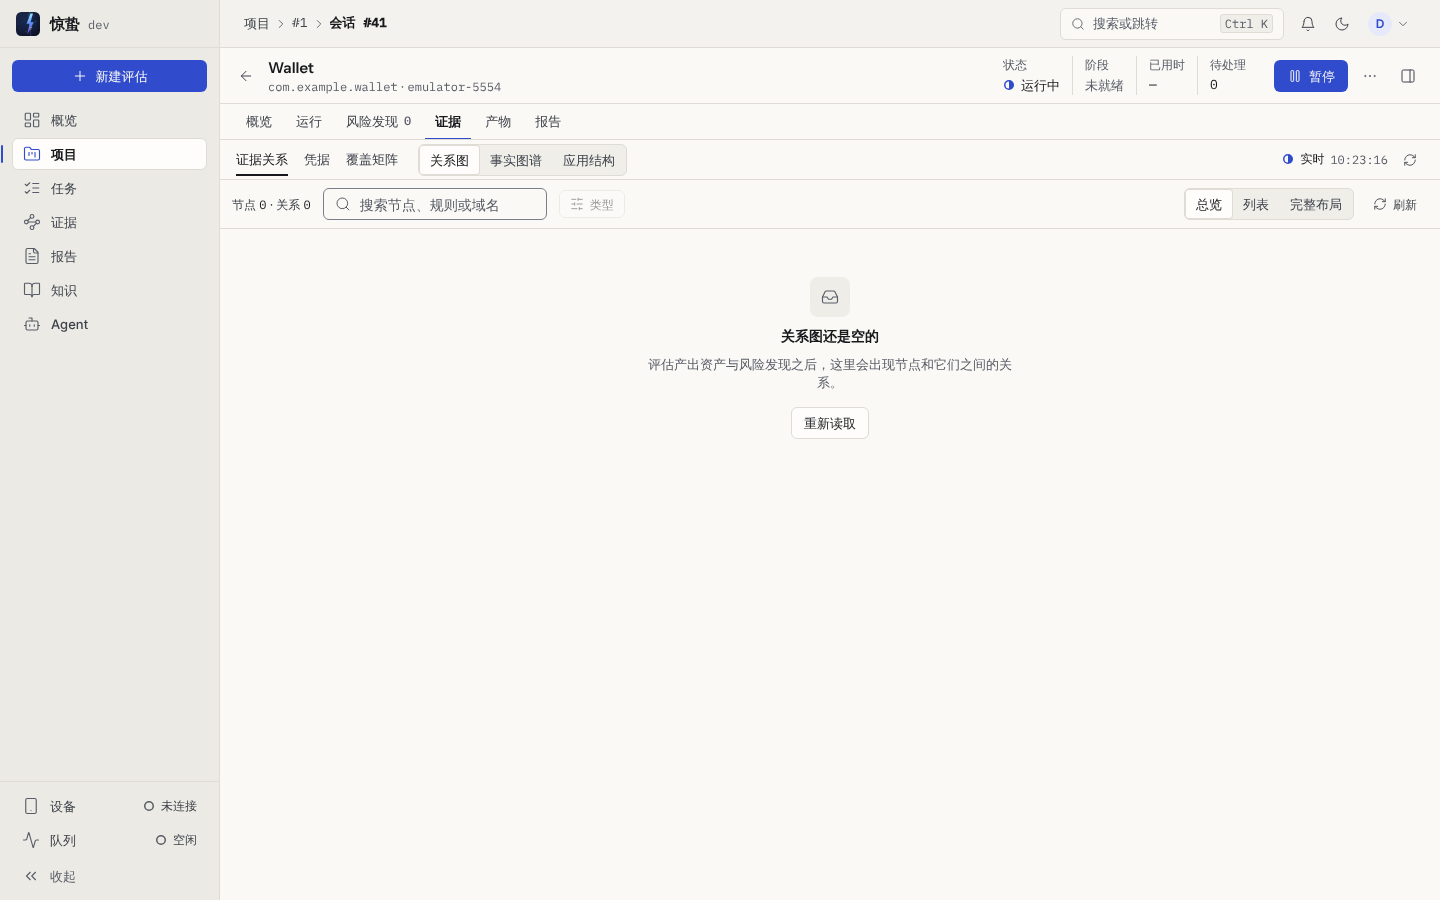 惊蛰 dev
项目 #1 会话 #41
搜索或跳转 Ctrl K
D
新建评估
概览
项目
任务
证据
报告
知识
Agent
设备 未连接
队列 空闲
收起
Wallet
com.example.wallet·emulator-5554
状态
运行中
阶段
未就绪
已用时
—
待处理
0
暂停
概览 运行 风险发现 0 证据 产物 报告
证据关系 凭据 覆盖矩阵 关系图 事实图谱 应用结构
实时 10:23:16
节点 0 · 关系 0 搜索节点、规则或域名 类型
总览 列表 完整布局 刷新
关系图还是空的
评估产出资产与风险发现之后，这里会出现节点和它们之间的关
系。
重新读取